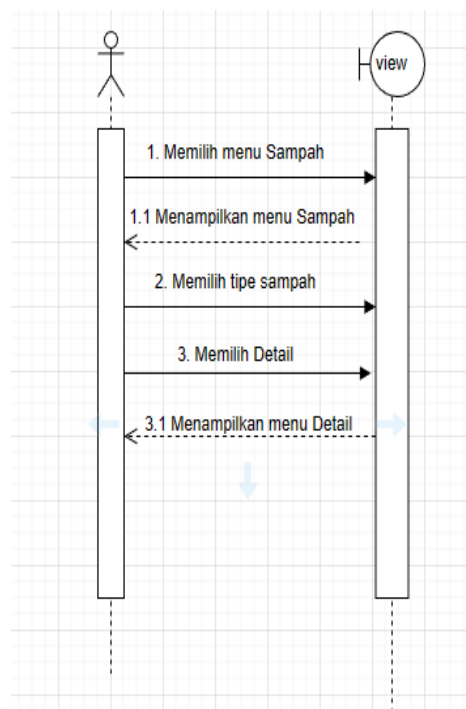 view
1. Memilih menu Sampah
1.1 Menampilkan menu Sampah
2. Memilih tipe sampah
3. Memilih Detail
3.1 Menampilkan menu Detail